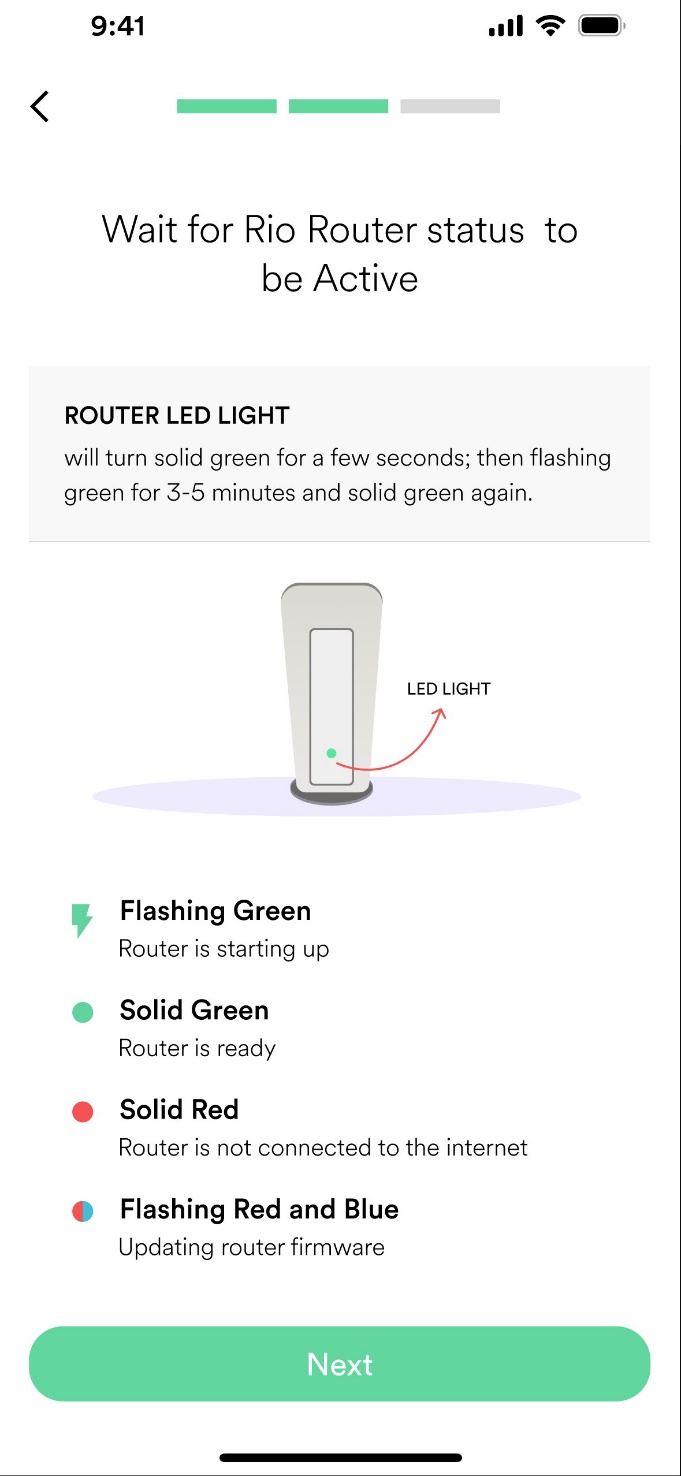 9:41
Wait for Rio Router status  to
be Active
ROUTER LED LIGHT
will turn solid green for a few seconds; then flashing
green for 3-5 minutes and solid green again.
LED LIGHT
Flashing Green
Router is starting up
Solid Green
Router is ready
Solid Red
Router is not connected to the internet
Flashing Red and Blue
Updating router firmware
Next